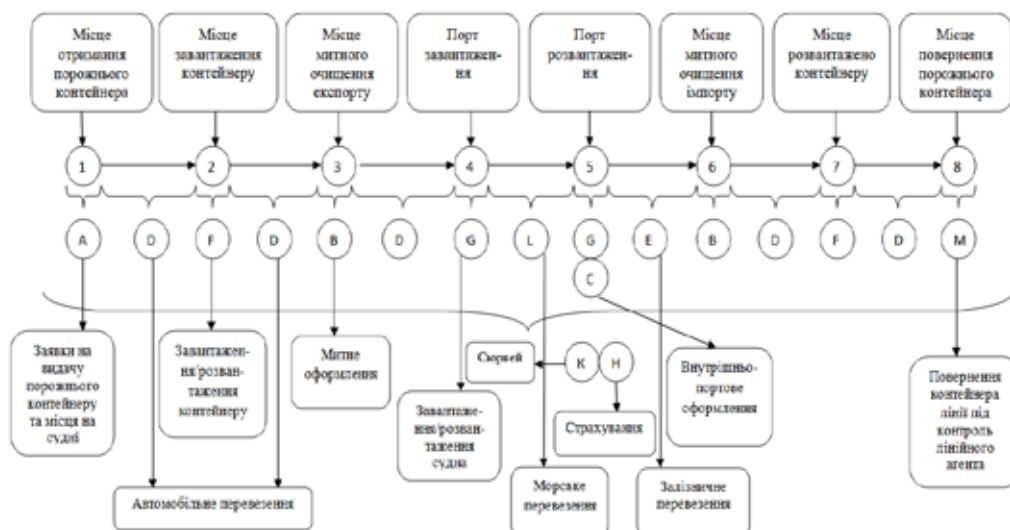 Місце
отримання
порожнього
контейнера
Місце
завантаження
контейнеру
Місце
митного
очищення
експорту
Порт
завантажен-
ня
Порт
розвантажен-
ня
Місце
митного
очищення
імпорту
Місце
розвантажено
контейнеру
Місце
повернення
порожнього
контейнера
1
2
3
4
5
6
7
8
A
D
F
D
B
D
G
L
G
E
B
D
F
D
M
C
Заявки на
видачу
порожнього
контейнеру
та місця на
судні
Завантажен-
ня/розван-
таження
контейнеру
Митне
оформлення
Сюрвей
K
H
Внутрішньо-
портове
оформлення
Повернення
контейнера
лінії під
контроль
лінійного
агента
Завантаже-
ння/розван-
таження
судна
Страхування
Автомобільне перевезення
Морське
перевезення
Залізничне
перевезення